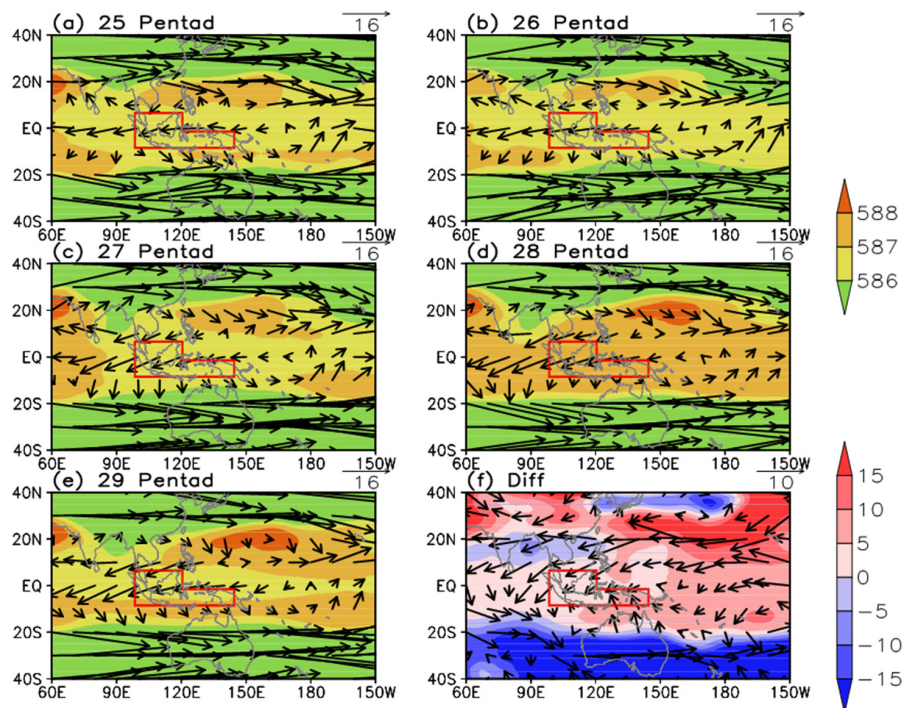 (a) 25 Pentad 16
(b) 26 Pentad 16
40N 40N
20N 20N
EQ EQ
20S 20S
40S 40S
60E 90E 120E 150E 180 150W
60E 90E 120E 150E 180 150W
588
587
586
(c) 27 Pentad 16
(d) 28 Pentad 16
40N 40N
20N 20N
EQ EQ
20S 20S
40S 40S
60E 90E 120E 150E 180 150W
60E 90E 120E 150E 180 150W
(e) 29 Pentad 16
(f) Diff 10
40N 40N
20N 20N
EQ EQ
20S 20S
40S 40S
60E 90E 120E 150E 180 150W
60E 90E 120E 150E 180 150W
15
10
5
0
−5
−10
−15